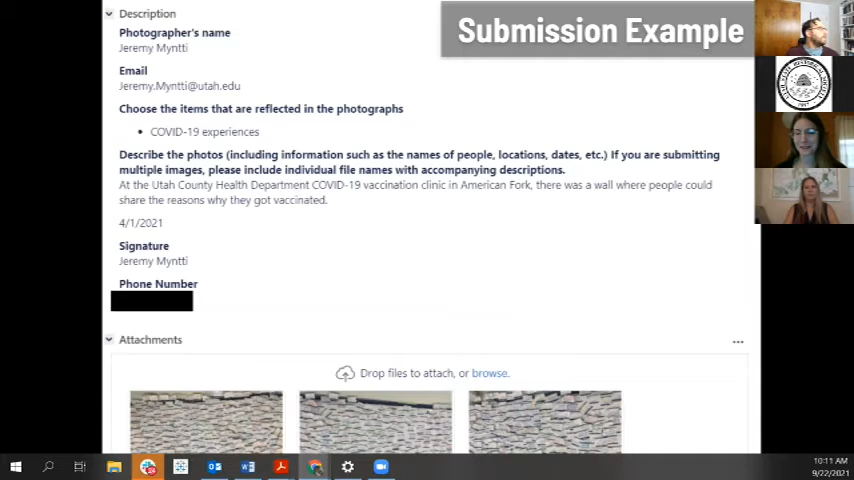 Submission Example
Description
Photographer's name
Jeremy Myntti
Email
Jeremy.Myntti@utah.edu
Choose the items that are reflected in the photographs
• COVID-19 experiences
Describe the photos (including information such as the names of people, locations, dates, etc.) If you are submitting
multiple images, please include individual file names with accompanying descriptions.
At the Utah County Health Department COVID-19 vaccination clinic in American Fork, there was a wall where people could
share the reasons why they got vaccinated.
4/1/2021
Signature
Jeremy Myntti
Phone Number
Attachments
Drop files to attach, or browse.
UTAH STATE HISTORICAL SOCIETY
1897
10:11 AM
9/22/2021